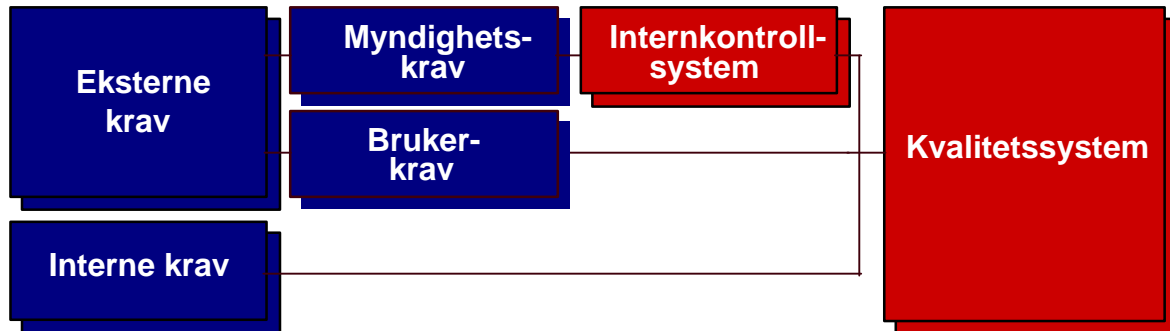 Eksterne
krav
Myndighets-
krav
Internkontroll-
system
Bruker-
krav
Kvalitetssystem
Interne krav